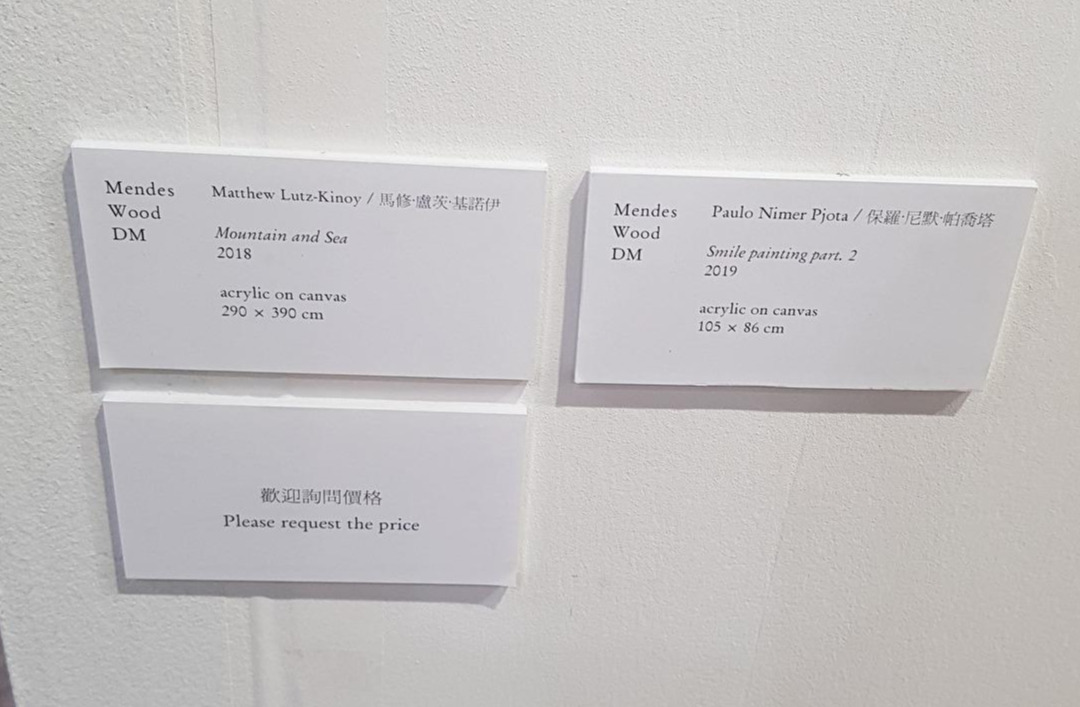 Mendes
Wood
DM
Matthew Lutz-Kinoy / 馬修·盧茨·基諾伊
Mountain and Sea
2018
acrylic on canvas
290 × 390 cm
Mendes
Wood
DM
Paulo Nimer Pjota / 保羅·尼默·帕喬塔
Smile painting part. 2
2019
acrylic on canvas
105 × 86 cm
歡迎詢問價格
Please request the price